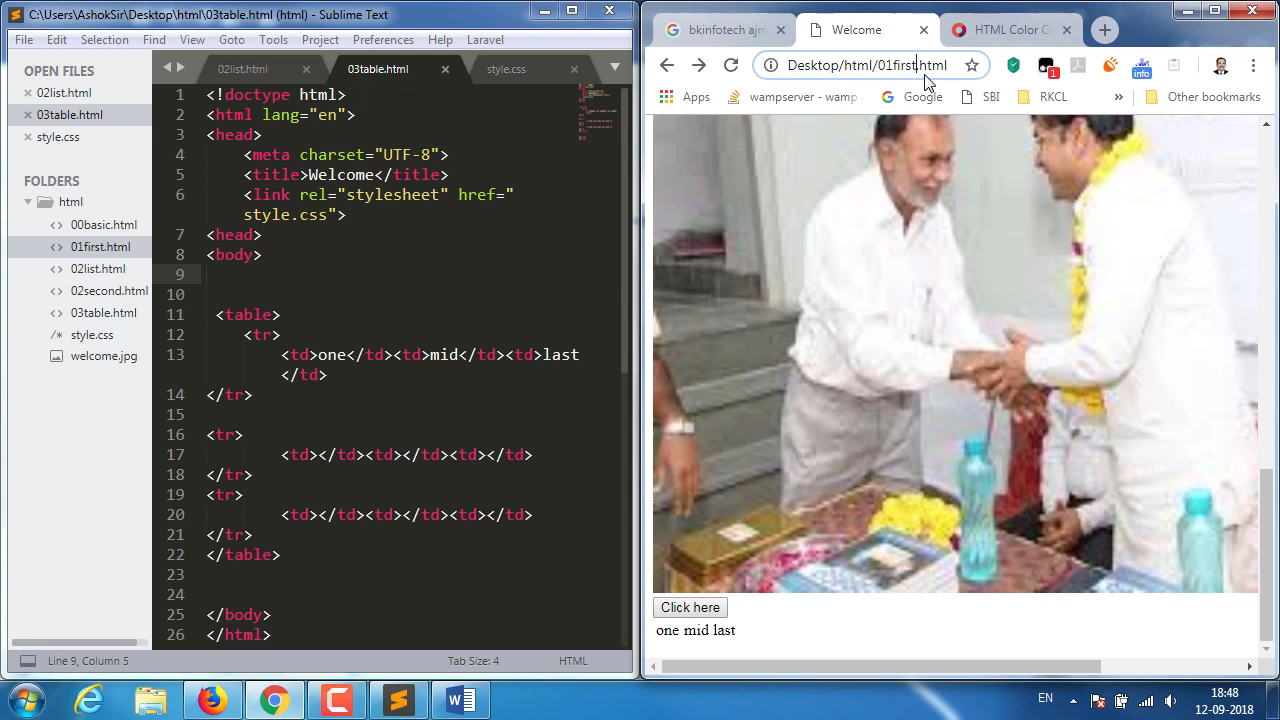 C:\Users\AshokSir\Desktop\html\03table.html (html) - Sublime Text
File Edit Selection Find View Goto Tools Project Preferences Help Laravel
OPEN FILES
02list.html
03table.html
style.css
FOLDERS
html
00basic.html
01first.html
02list.html
02second.html
03table.html
style.css
welcome.jpg
02list.html 03table.html style.css
1 <!doctype html>
2 <html lang="en">
3 <head>
4 <meta charset="UTF-8">
5 <title>Welcome</title>
6 <link rel="stylesheet" href="
style.css">
7 <head>
8 <body>
9
10
11 <table>
12 <tr>
13 <td>one</td><td>mid</td><td>last
</td>
14 </tr>
15
16 <tr>
17 <td></td><td></td><td></td>
18 </tr>
19 <tr>
20 <td></td><td></td><td></td>
21 </tr>
22 </table>
23
24
25 </body>
26 </html>
Line 9, Column 5 Tab Size: 4 HTML
bkinfotech ajm Welcome HTML Color Co
Desktop/html/01first.html
1 info
Apps wampserver - wamp Google SBI RKCL » Other bookmarks
Click here
one mid last
EN 18:48
12-09-2018